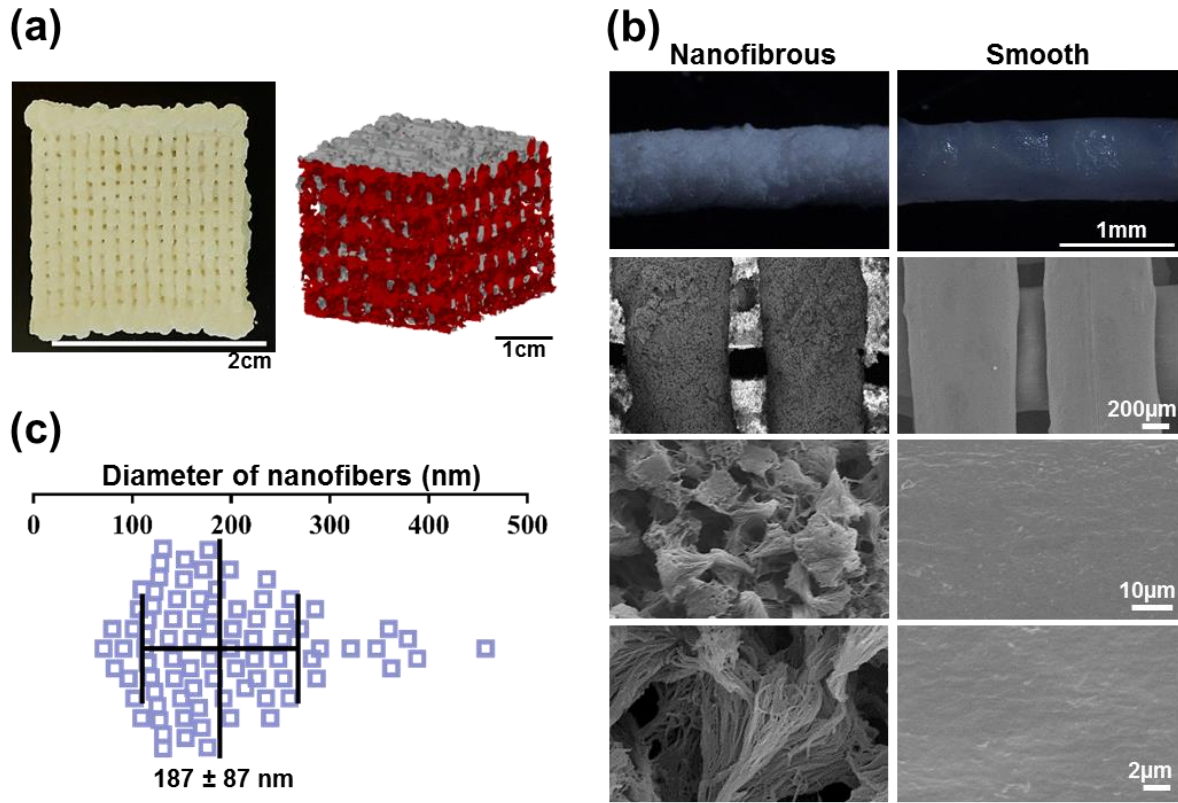 (a)
2cm
1cm
(b)
Nanofibrous
Smooth
1mm
200µm
10µm
2µm
(c)
Diameter of nanofibers (nm)
0 100 200 300 400 500
187 ± 87 nm